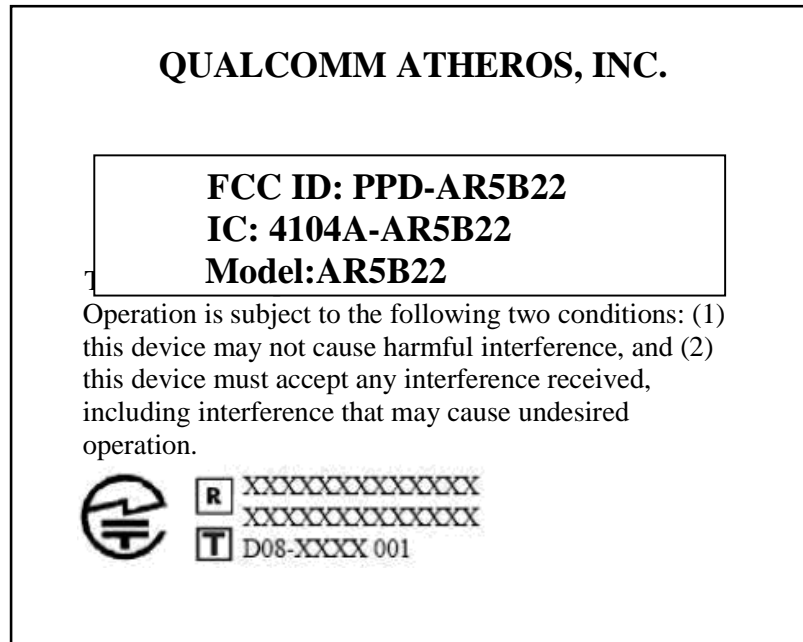 QUALCOMM ATHEROS, INC.
FCC ID: PPD-AR5B22
IC: 4104A-AR5B22
Model:AR5B22
Operation is subject to the following two conditions: (1)
this device may not cause harmful interference, and (2)
this device must accept any interference received,
including interference that may cause undesired
operation.
R XXXXXXXXXXXXXX
XXXXXXXXXXXXXX
T D08-XXXX 001